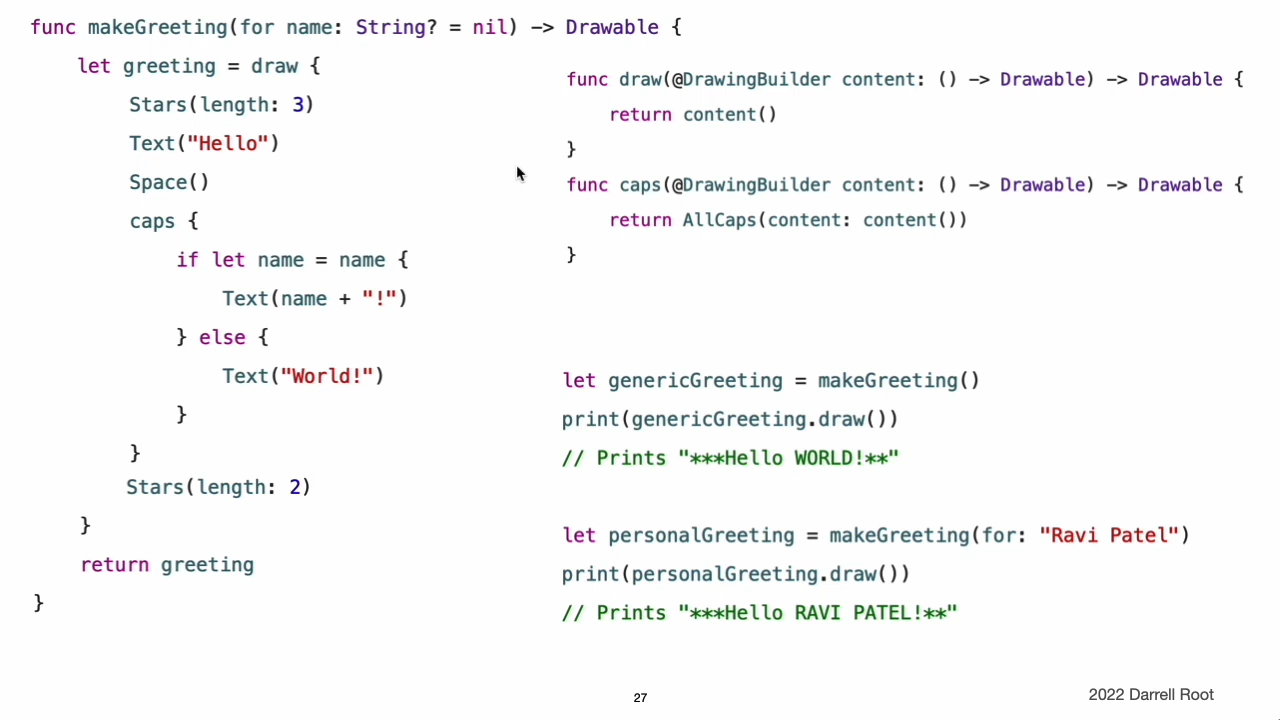 func makeGreeting(for name: String? = nil) -> Drawable {
let greeting = draw {
Stars(length: 3)
Text("Hello")
Space()
caps {
if let name = name {
Text(name + "!")
} else {
Text("World!")
}
}
Stars(length: 2)
}
return greeting
}
func draw(@DrawingBuilder content: () -> Drawable) -> Drawable {
return content()
}
func caps(@DrawingBuilder content: () -> Drawable) -> Drawable {
return AllCaps(content: content())
}
let genericGreeting = makeGreeting()
print(genericGreeting.draw())
// Prints "***Hello WORLD!**"
let personalGreeting = makeGreeting(for: "Ravi Patel")
print(personalGreeting.draw())
// Prints "***Hello RAVI PATEL!**"
27
2022 Darrell Root